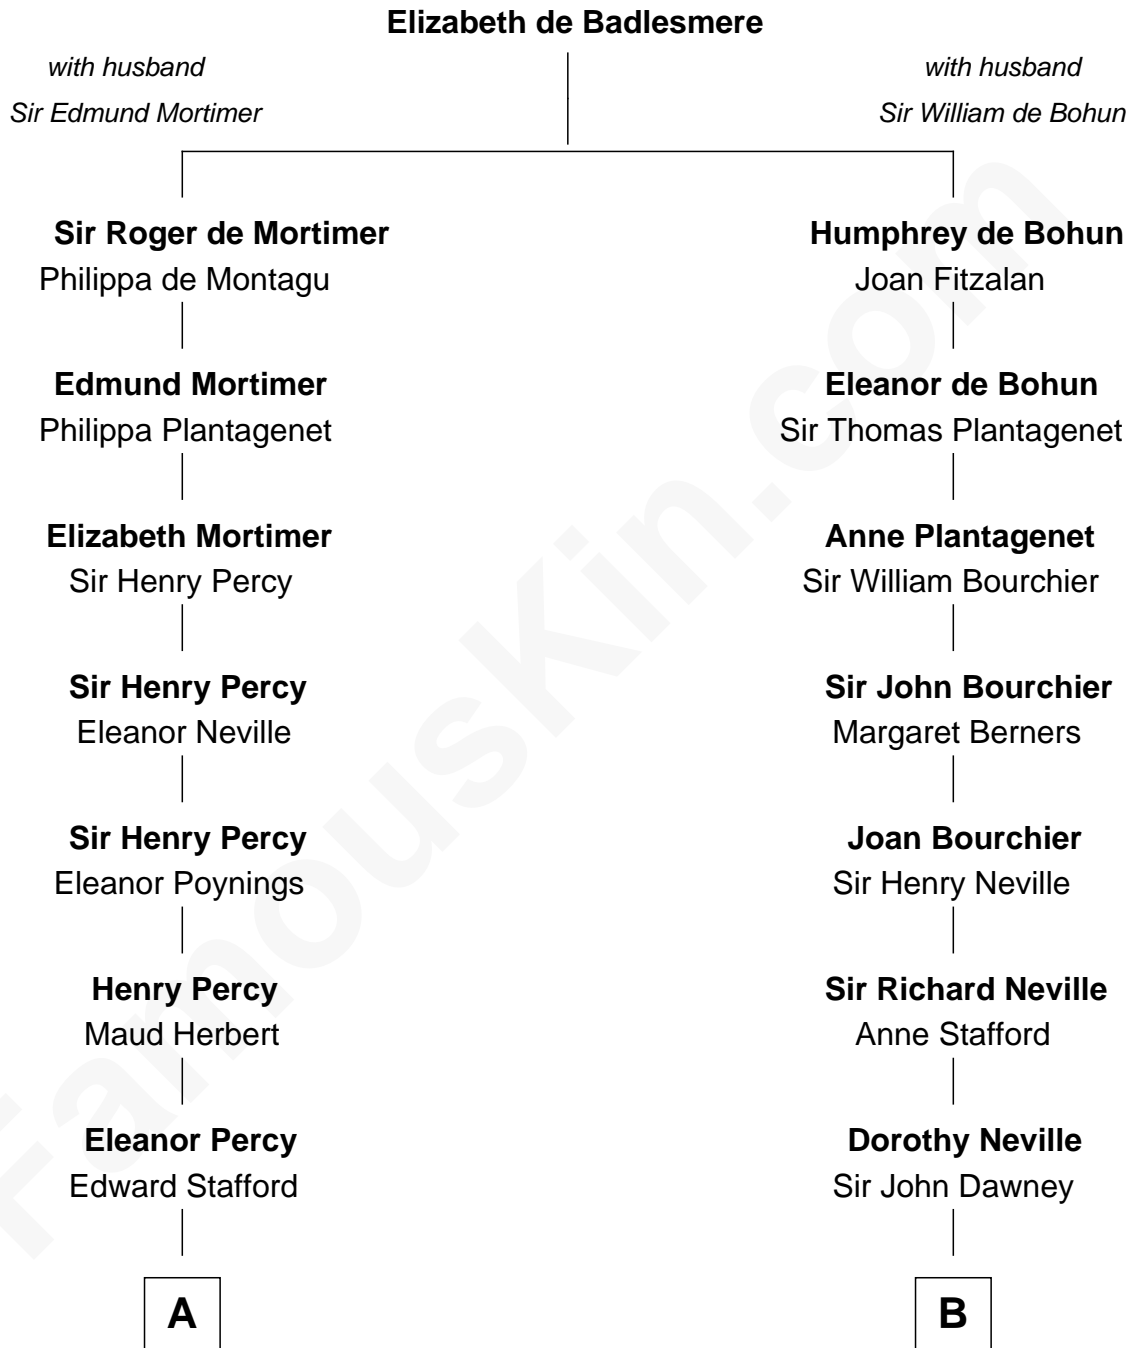 Elizabeth de Badlesmere
with husband
Sir Edmund Mortimer
with husband
Sir William de Bohun
Sir Roger de Mortimer
Philippa de Montagu
Humphrey de Bohun
Joan Fitzalan
Edmund Mortimer
Philippa Plantagenet
Eleanor de Bohun
Sir Thomas Plantagenet
Elizabeth Mortimer
Sir Henry Percy
Anne Plantagenet
Sir William Bourchier
Sir Henry Percy
Eleanor Neville
Sir John Bourchier
Margaret Berners
Sir Henry Percy
Eleanor Poynings
Joan Bourchier
Sir Henry Neville
Henry Percy
Maud Herbert
Sir Richard Neville
Anne Stafford
Eleanor Percy
Edward Stafford
Dorothy Neville
Sir John Dawney
A
B
FamousKin.com